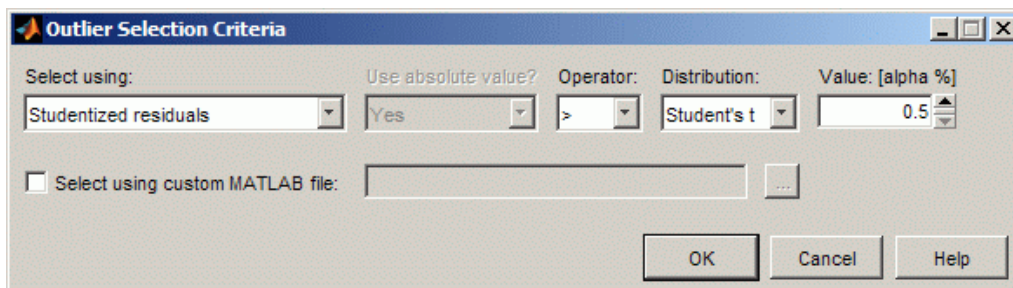 Outlier Selection Criteria
Select using: Use absolute value? Operator: Distribution: Value: [alpha %]
Studentized residuals Yes > Student's t 0.5
Select using custom MATLAB file: ...
OK Cancel Help